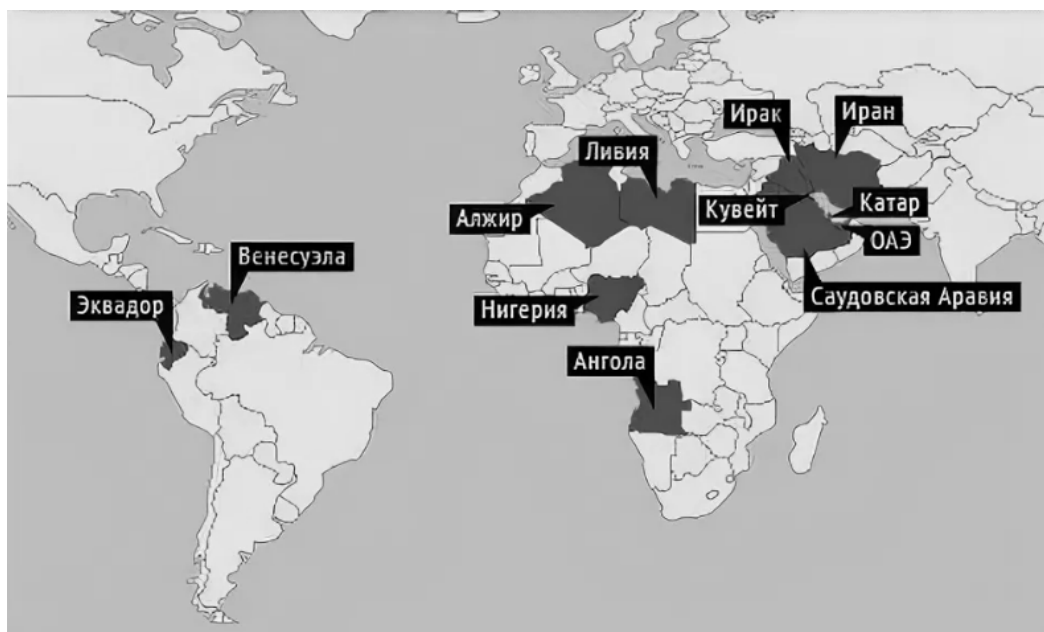 Ирак
Иран
Ливия
Алжир
Кувейт
Катар
ОАЭ
Венесуэла
Эквадор
Нигерия
Саудовская Аравия
Ангола